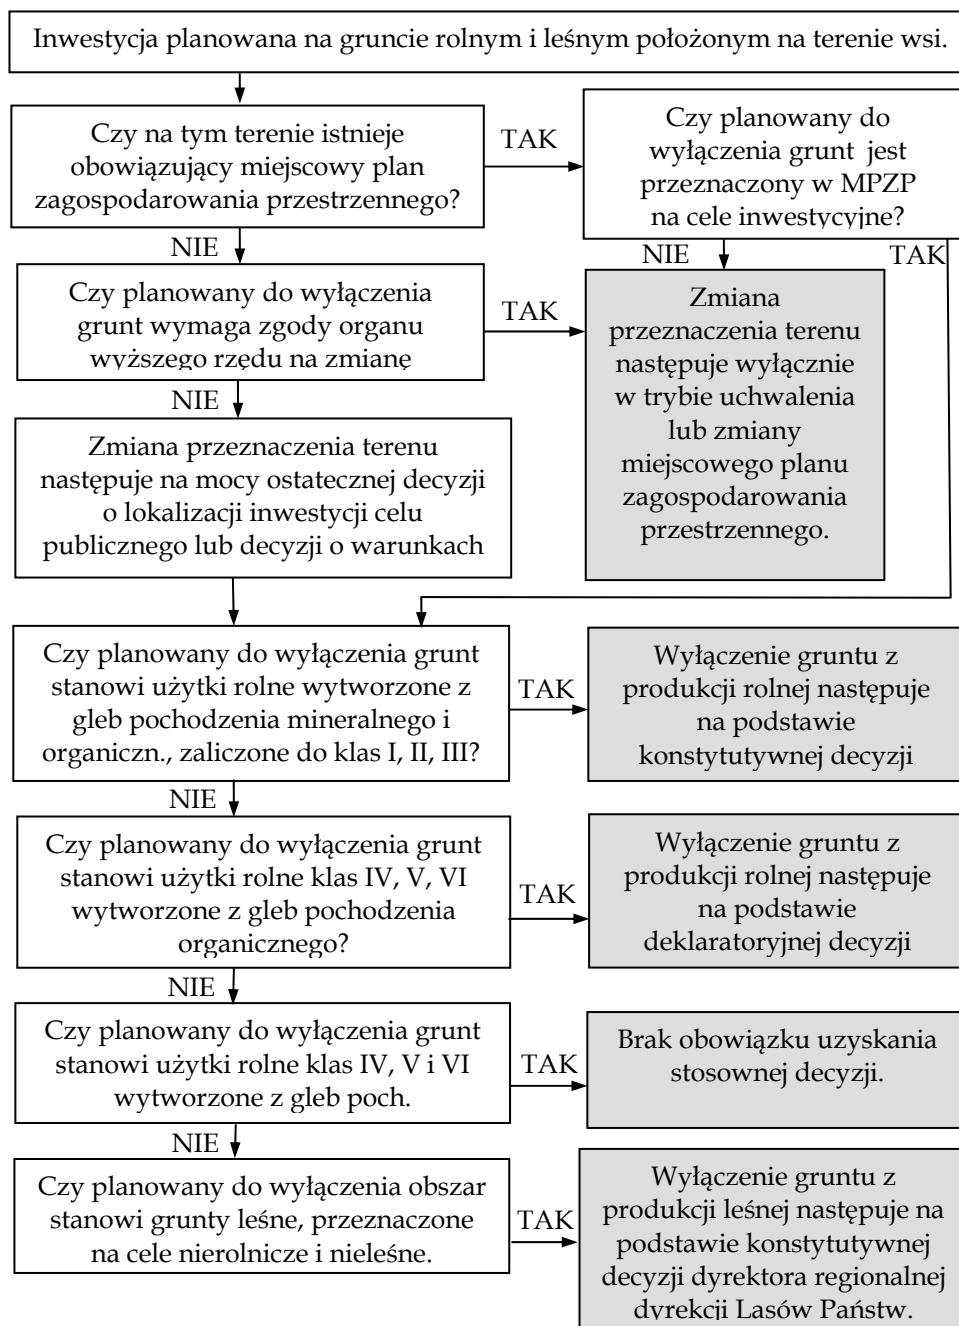 Inwestycja planowana na gruncie rolnym i leśnym położonym na terenie wsi.
Czy na tym terenie istnieje
obowiązujący miejscowy plan
zagospodarowania przestrzennego?
TAK
Czy planowany do
wyłączenia grunt jest
przeznaczony w MPZP
na cele inwestycyjne?
NIE
NIE
TAK
Czy planowany do wyłączenia
grunt wymaga zgody organu
wyższego rzędu na zmianę
TAK
Zmiana
przeznaczenia terenu
następuje wyłącznie
w trybie uchwalenia
lub zmiany
miejscowego planu
zagospodarowania
przestrzennego.
NIE
Zmiana przeznaczenia terenu
następuje na mocy ostatecznej decyzji
o lokalizacji inwestycji celu
publicznego lub decyzji o warunkach
Czy planowany do wyłączenia grunt
stanowi użytki rolne wytworzone z
gleb pochodzenia mineralnego i
organiczn., zaliczone do klas I, II, III?
TAK
Wyłączenie gruntu z
produkcji rolnej następuje
na podstawie
konstytutywnej decyzji
NIE
Czy planowany do wyłączenia grunt
stanowi użytki rolne klas IV, V, VI
wytworzone z gleb pochodzenia
organicznego?
TAK
Wyłączenie gruntu z
produkcji rolnej następuje
na podstawie
deklaratoryjnej decyzji
NIE
Czy planowany do wyłączenia grunt
stanowi użytki rolne klas IV, V i VI
wytworzone z gleb poch.
TAK
Brak obowiązku uzyskania
stosownej decyzji.
NIE
Czy planowany do wyłączenia obszar
stanowi grunty leśne, przeznaczone
na cele nierolnicze i nieleśne.
TAK
Wyłączenie gruntu z
produkcji leśnej następuje na
podstawie konstytutywnej
decyzji dyrektora regionalnej
dyrekcji Lasów Państw.